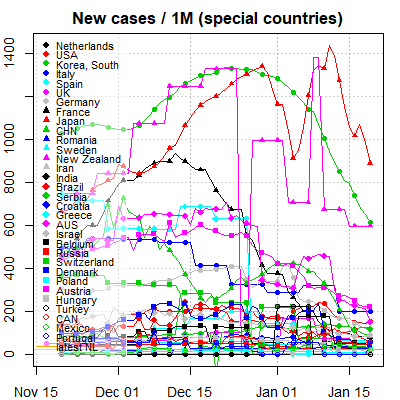 New cases / 1M (special countries)
1400
1000
800
600
400
200
0
Netherlands
USA
Korea, South
Italy
Spain
UK
Germany
France
Japan
CHN
Romania
Sweden
New Zealand
Iran
India
Brazil
Serbia
Croatia
Greece
AUS
Israel
Belgium
Russia
Switzerland
Denmark
Poland
Austria
Hungary
Turkey
CAN
Mexico
Portugal
latest NL
Nov 15
Dec 01
Dec 15
Jan 01
Jan 15